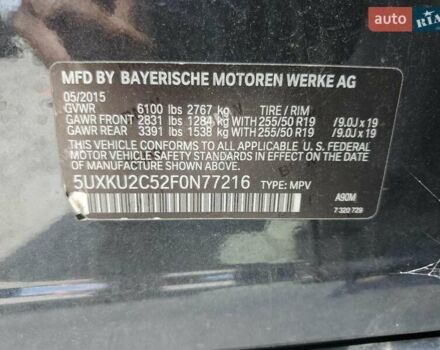 AUTO
RIA
MFD BY BAYERISCHE MOTOREN WERKE AG
05/2015
GVWR 6100 lbs 2767 kg TIRE / RIM
GAWR FRONT 2831 lbs 1284 kg WITH 255/50 R19 /9.0J x 19
GAWR REAR 3391 lbs 1538 kg WITH 255/50 R19 /9.0J x 19
THIS VEHICLE CONFORMS TO ALL APPLICABLE U. S. FEDERAL
MOTOR VEHICLE SAFETY STANDARDS IN EFFECT ON THE DATE
OF MANUFACTURE SHOWN ABOVE.
5UXKU2C52F0N77216 TYPE: MPV
A90M
7 320 729